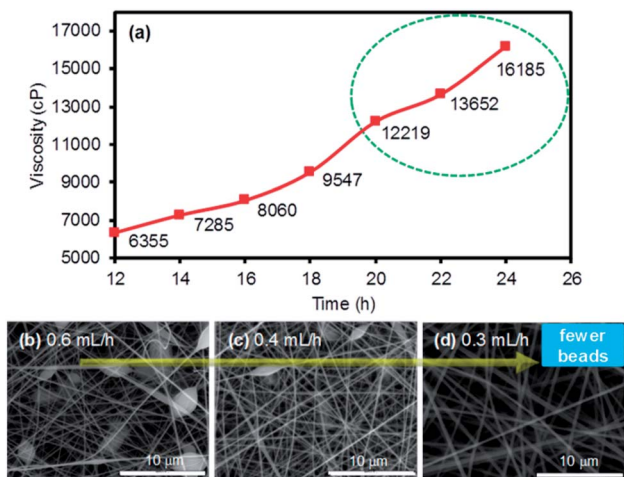 (a)
17000
15000
13000
11000
9000
7000
5000
Viscosity (cP)
6355
7285
8060
9547
12219
13652
16185
12 14 16 18 20 22 24 26
Time (h)
(b) 0.6 mL/h
(c) 0.4 mL/h
(d) 0.3 mL/h
fewer
beads
10 µm
10 µm
10 µm